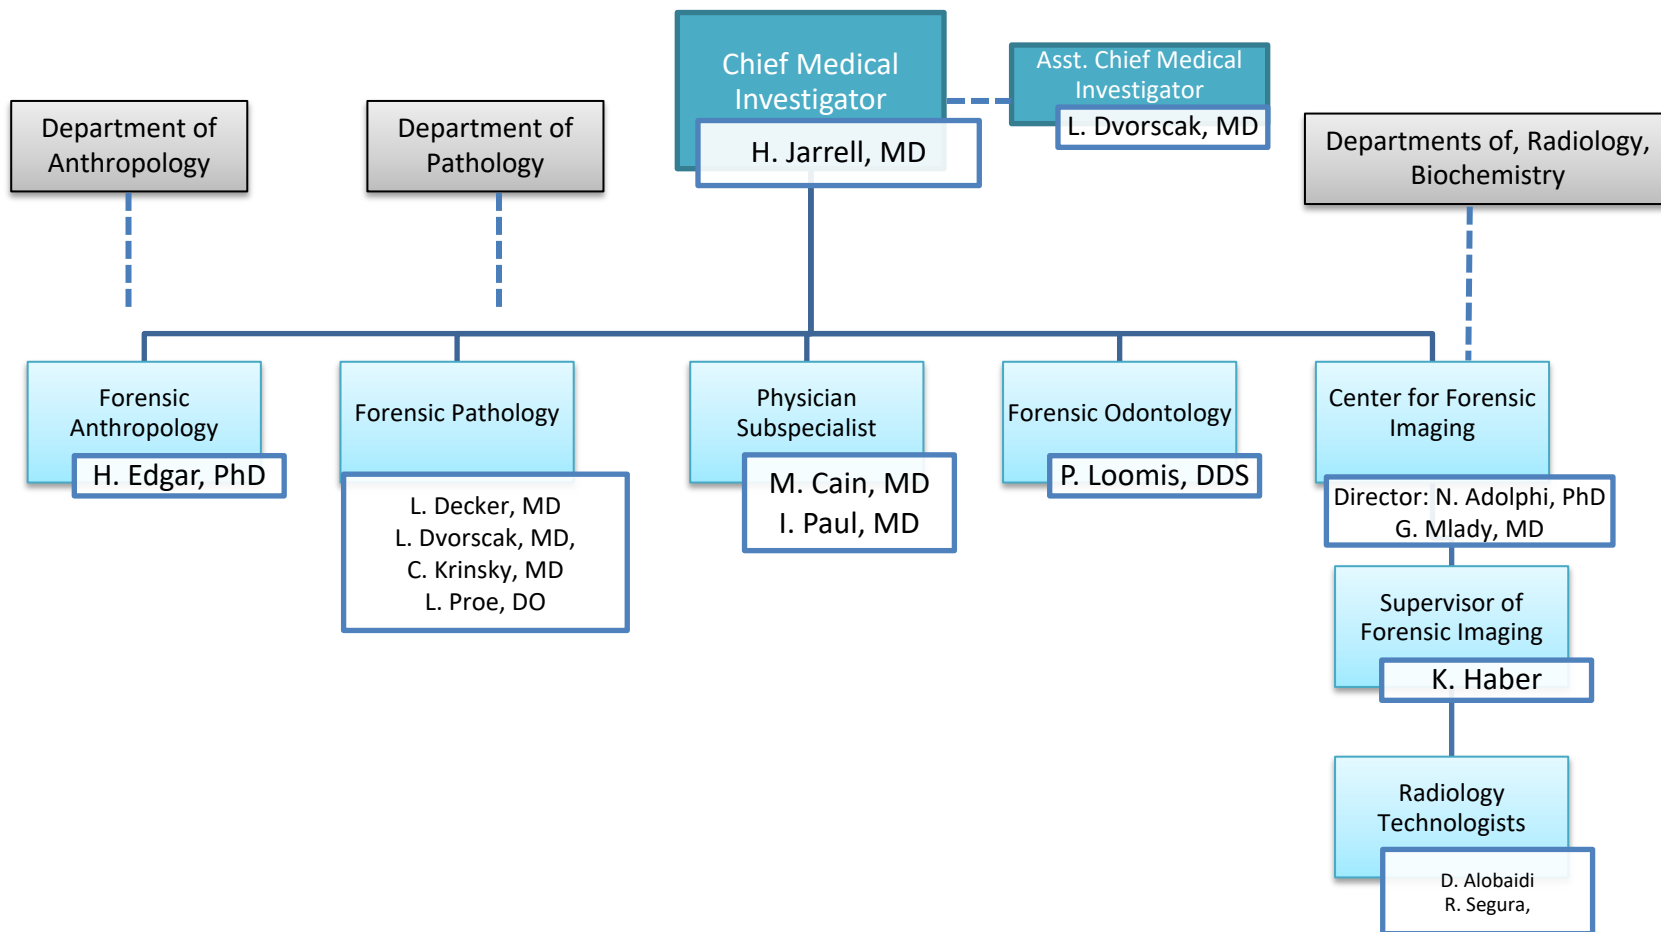 Chief Medical
Investigator
H. Jarrell, MD
Asst. Chief Medical
Investigator
L. Dvorscak, MD
Department of
Anthropology
Department of
Pathology
Departments of, Radiology,
Biochemistry
Forensic
Anthropology
H. Edgar, PhD
Forensic Pathology
L. Decker, MD
L. Dvorscak, MD,
C. Krinsky, MD
L. Proe, DO
Physician
Subspecialist
M. Cain, MD
I. Paul, MD
Forensic Odontology
P. Loomis, DDS
Center for Forensic
Imaging
Director: N. Adolphi, PhD
G. Mlady, MD
Supervisor of
Forensic Imaging
K. Haber
Radiology
Technologists
D. Alobaidi
R. Segura,